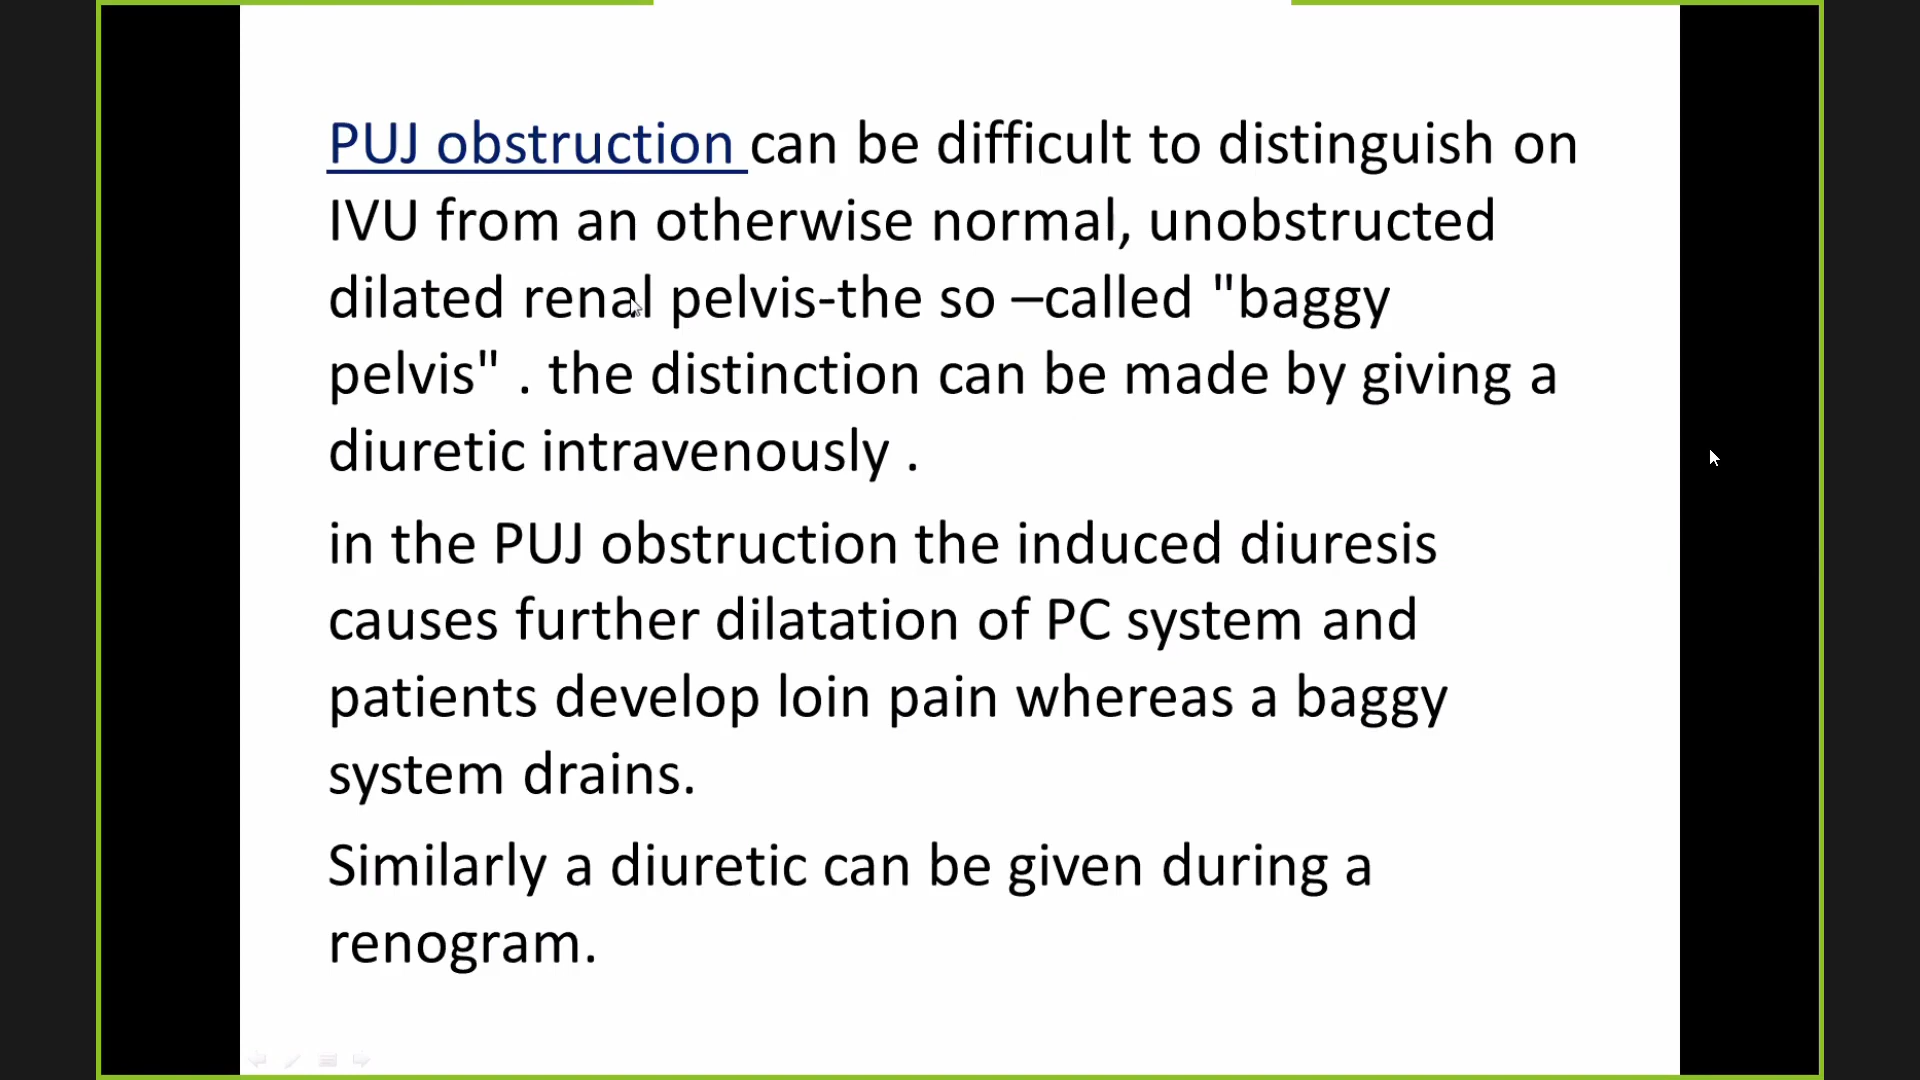 PUJ obstruction can be difficult to distinguish on
IVU from an otherwise normal, unobstructed
dilated renal pelvis-the so –called "baggy
pelvis" . the distinction can be made by giving a
diuretic intravenously .
in the PUJ obstruction the induced diuresis
causes further dilatation of PC system and
patients develop loin pain whereas a baggy
system drains.
Similarly a diuretic can be given during a
renogram.